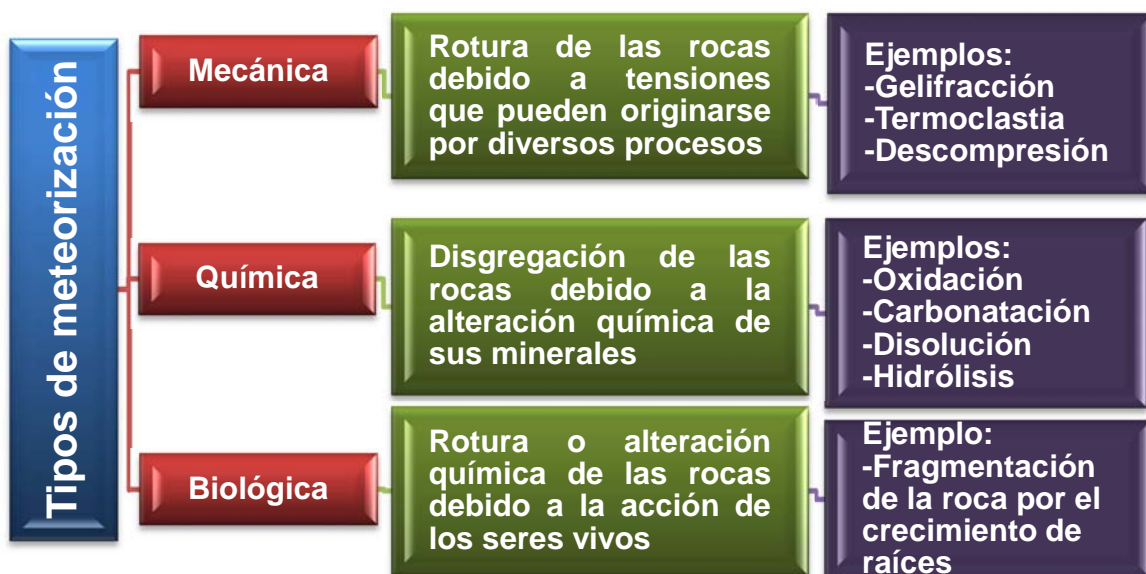 Tipos de meteorización
Mecánica
Rotura de las rocas
debido a tensiones
que pueden originarse
por diversos procesos
Ejemplos:
-Gelifracción
-Termoclastia
-Descompresión
Química
Disgregación de las
rocas debido a la
alteración química de
sus minerales
Ejemplos:
-Oxidación
-Carbonatación
-Disolución
-Hidrólisis
Biológica
Rotura o alteración
química de las rocas
debido a la acción de
los seres vivos
Ejemplo:
-Fragmentación
de la roca por el
crecimiento de
raíces